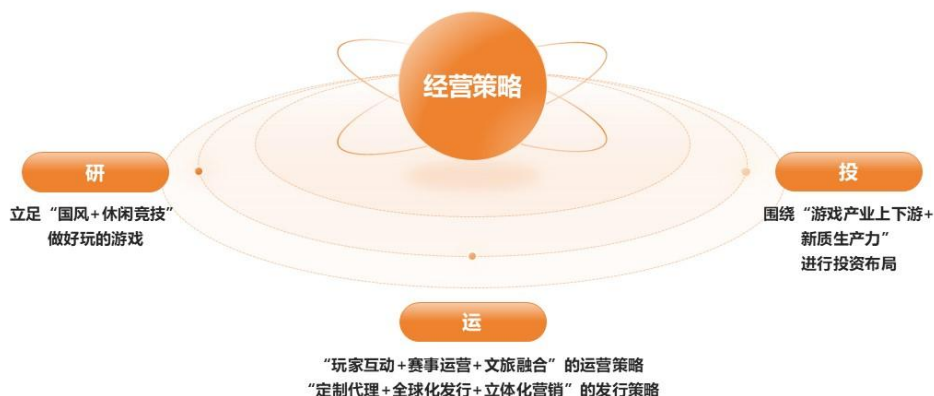 经营策略
研
立足“国风+休闲竞技”
做好玩的游戏
投
围绕“游戏产业上下游+
新质生产力”
进行投资布局
运
“玩家互动+赛事运营+文旅融合”的运营策略
“定制代理+全球化发行+立体化营销”的发行策略